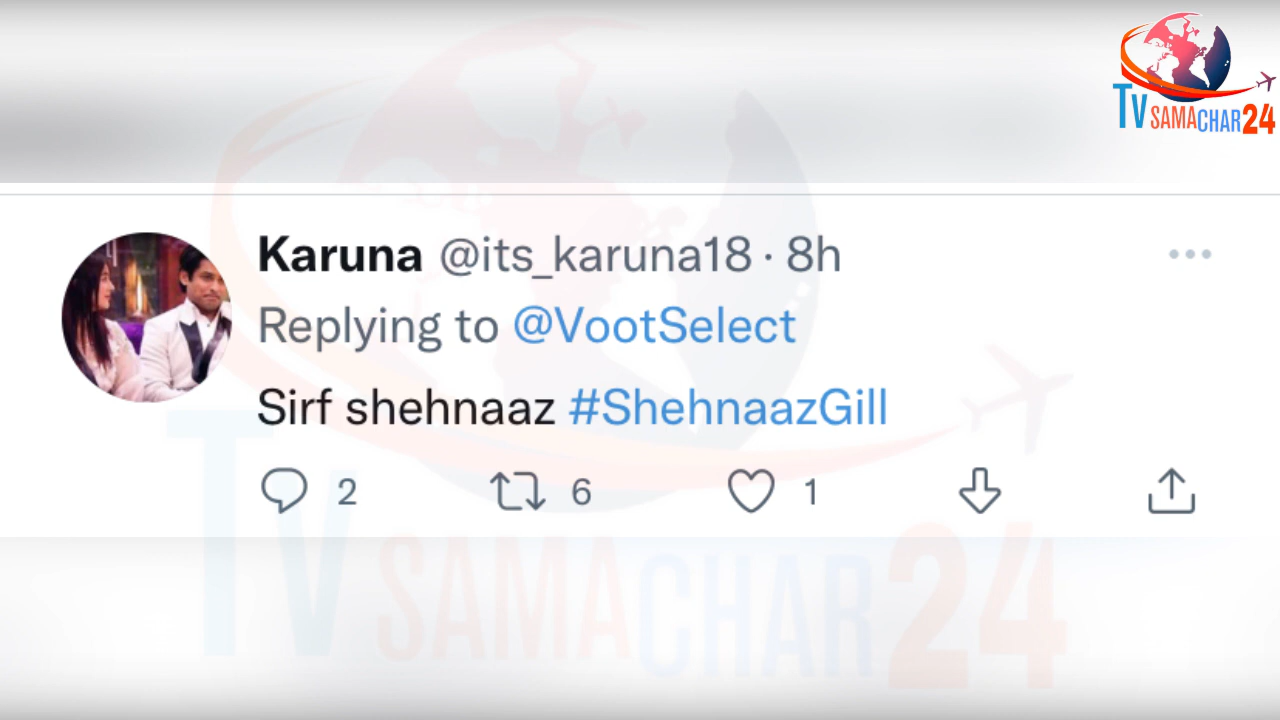 TV SAMACHAR24
Karuna @its_karuna18 · 8h
Replying to @VootSelect
Sirf shehnaaz #ShehnaazGill
2 6 1
TV SAMACHAR24